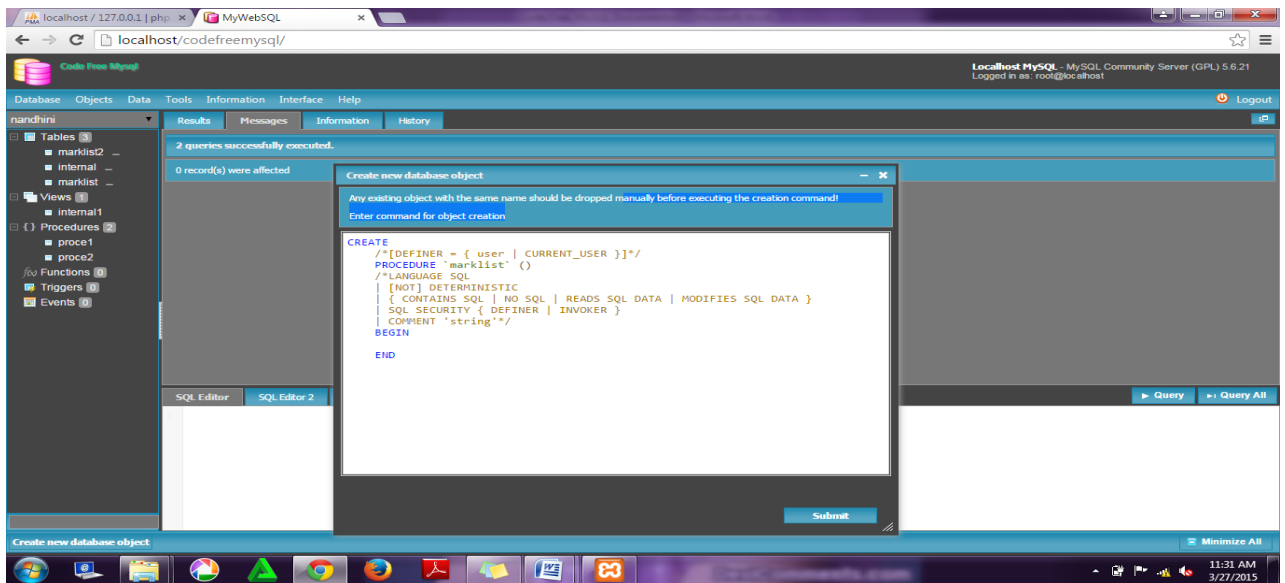 localhost / 127.0.0.1 | php
MyWebSQL
localhost/codefreemysql/
Code Free Mysql
Localhost MySQL - MySQL Community Server (GPL) 5.6.21
Logged in as: root@localhost
Database Objects Data Tools Information Interface Help
Logout
nandhini
Results Messages Information History
Tables 3
marklist2
internal
marklist
Views 1
internal1
{} Procedures 2
proce1
proce2
Functions 0
Triggers 0
Events 0
2 queries successfully executed.
0 record(s) were affected
Create new database object
Any existing object with the same name should be dropped manually before executing the creation command!
Enter command for object creation
CREATE
/*[DEFINER = { user | CURRENT_USER }]*/
PROCEDURE `marklist` ()
/*LANGUAGE SQL
| [NOT] DETERMINISTIC
| { CONTAINS SQL | NO SQL | READS SQL DATA | MODIFIES SQL DATA }
| SQL SECURITY { DEFINER | INVOKER }
| COMMENT 'string'*/
BEGIN
END
SQL Editor SQL Editor 2
Query Query All
Submit
Create new database object
Minimize All
11:31 AM
3/27/2015